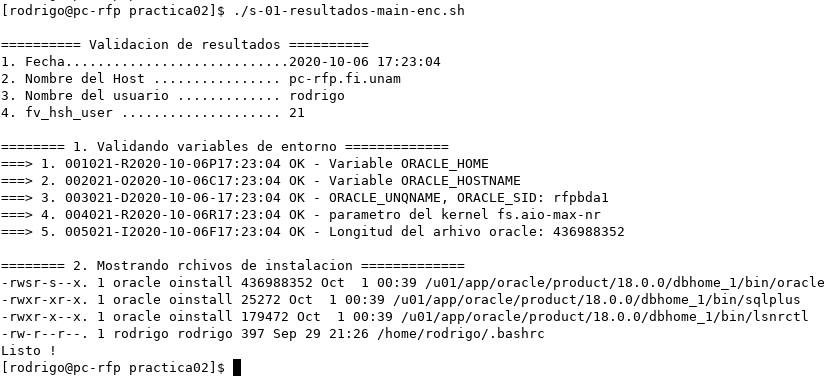 [rodrigo@pc-rfp practica02]$ ./s-01-resultados-main-enc.sh
========== Validacion de resultados ==========
1. Fecha............................2020-10-06 17:23:04
2. Nombre del Host ................ pc-rfp.fi.unam
3. Nombre del usuario ............. rodrigo
4. fv_hsh_user .................... 21
======== 1. Validando variables de entorno =============
===> 1. 001021-R2020-10-06P17:23:04 OK - Variable ORACLE_HOME
===> 2. 002021-O2020-10-06C17:23:04 OK - Variable ORACLE_HOSTNAME
===> 3. 003021-D2020-10-06-17:23:04 OK - ORACLE_UNQNAME, ORACLE_SID: rfpbda1
===> 4. 004021-R2020-10-06R17:23:04 OK - parametro del kernel fs.aio-max-nr
===> 5. 005021-I2020-10-06F17:23:04 OK - Longitud del arhivo oracle: 436988352
======== 2. Mostrando rchivos de instalacion =============
-rwsr-s--x. 1 oracle oinstall 436988352 Oct  1 00:39 /u01/app/oracle/product/18.0.0/dbhome_1/bin/oracle
-rwxr-xr-x. 1 oracle oinstall 25272 Oct  1 00:39 /u01/app/oracle/product/18.0.0/dbhome_1/bin/sqlplus
-rwxr-x--x. 1 oracle oinstall 179472 Oct  1 00:39 /u01/app/oracle/product/18.0.0/dbhome_1/bin/lsnrctl
-rw-r--r--. 1 rodrigo rodrigo 397 Sep 29 21:26 /home/rodrigo/.bashrc
Listo !
[rodrigo@pc-rfp practica02]$